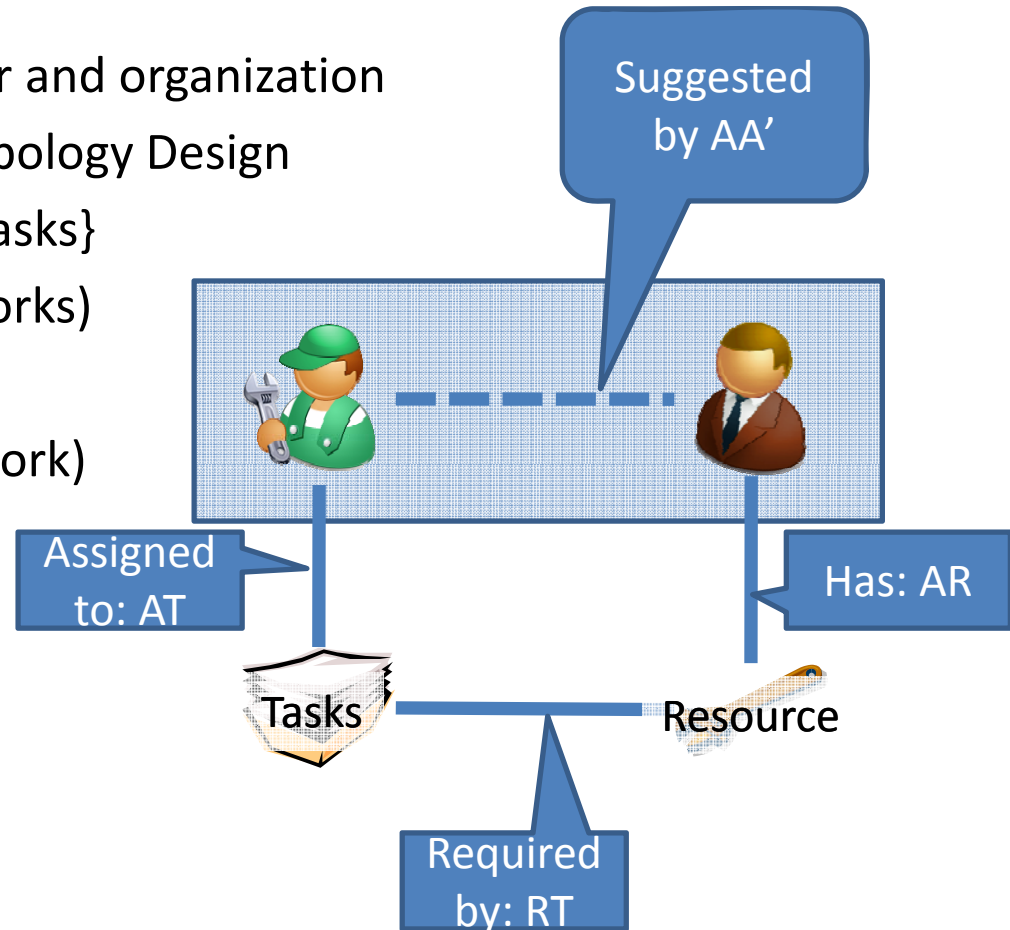 r and organization
pology Design
asks}
orks)
ork)
Suggested
by AA’
Assigned
to: AT
Has: AR
Tasks
Resource
Required
by: RT